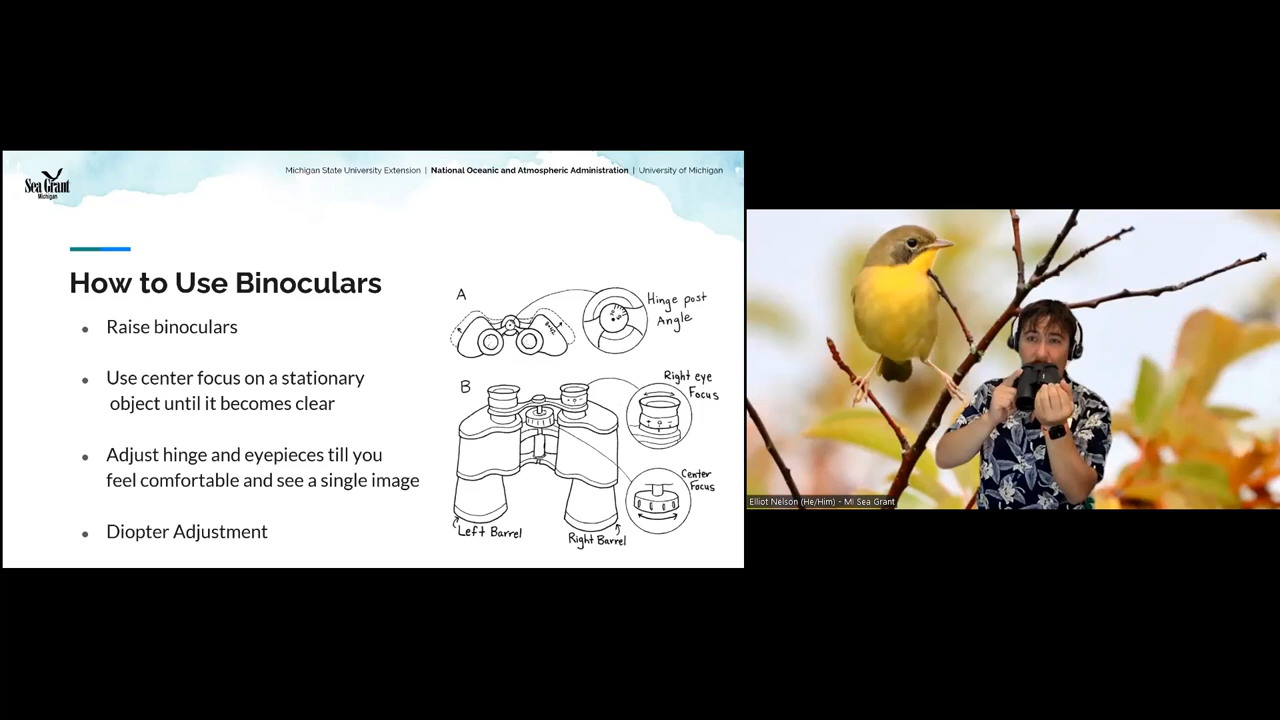 Sea Grant
Michigan
Michigan State University Extension | National Oceanic and Atmospheric Administration | University of Michigan
How to Use Binoculars
● Raise binoculars
● Use center focus on a stationary
object until it becomes clear
● Adjust hinge and eyepieces till you
feel comfortable and see a single image
● Diopter Adjustment
A
Hinge post
Angle
B
Right eye
Focus
Center
Focus
Left Barrel
Right Barrel
Elliot Nelson (He/Him) - MI Sea Grant